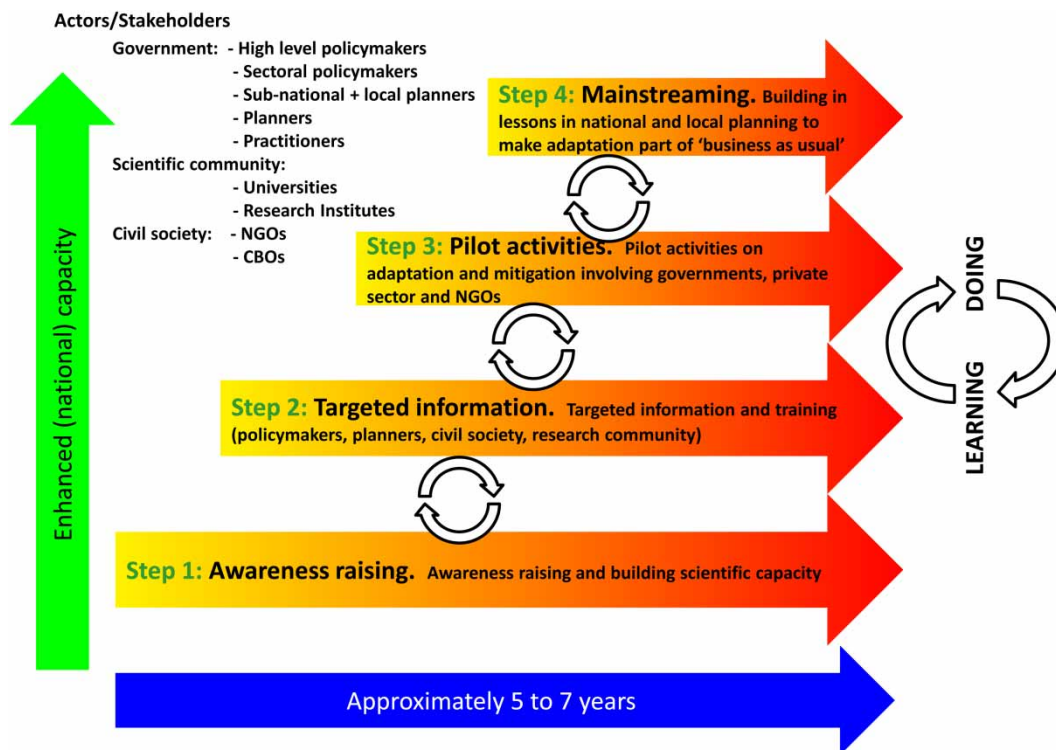 Actors/Stakeholders
Government: - High level policymakers
- Sectoral policymakers
- Sub-national + local planners
- Planners
- Practitioners
Scientific community:
- Universities
- Research Institutes
Civil society: - NGOs
- CBOs
Enhanced (national) capacity
Step 4: Mainstreaming. Building in
lessons in national and local planning to
make adaptation part of ‘business as usual’
Step 3: Pilot activities. Pilot activities on
adaptation and mitigation involving governments, private
sector and NGOs
Step 2: Targeted information. Targeted information and training
(policymakers, planners, civil society, research community)
Step 1: Awareness raising. Awareness raising and building scientific capacity
DOING
LEARNING
Approximately 5 to 7 years